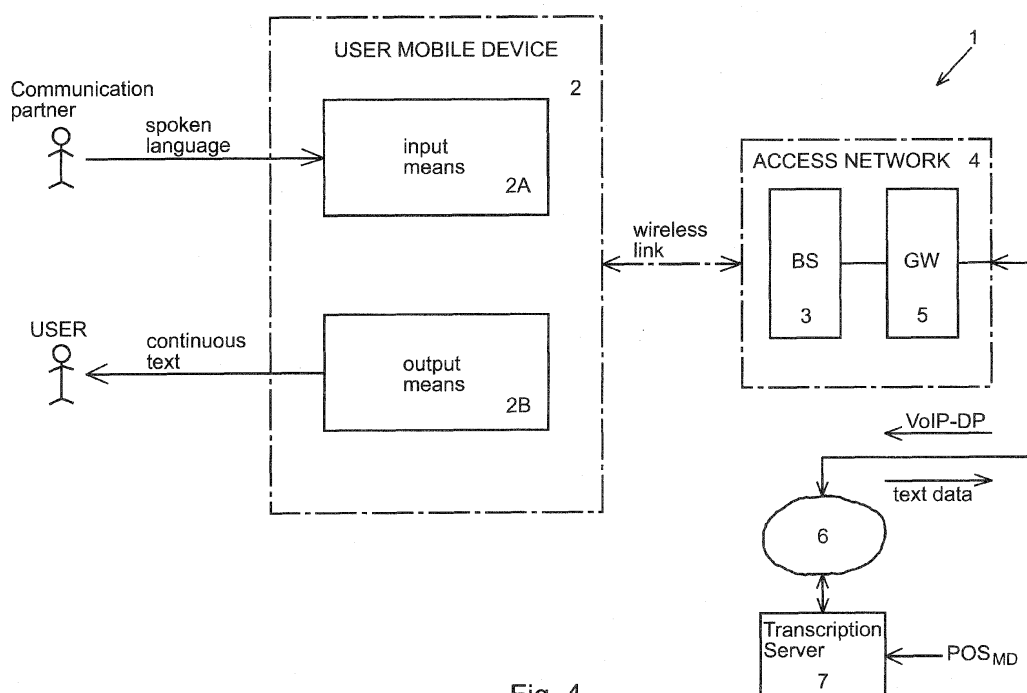 USER MOBILE DEVICE
2
1
Communication
partner
spoken
language
input
means
2A
ACCESS NETWORK 4
wireless
link
BS
3
GW
5
USER
continuous
text
output
means
2B
VoIP-DP
text data
6
Transcription
Server
7
POSMD
Fig. 4